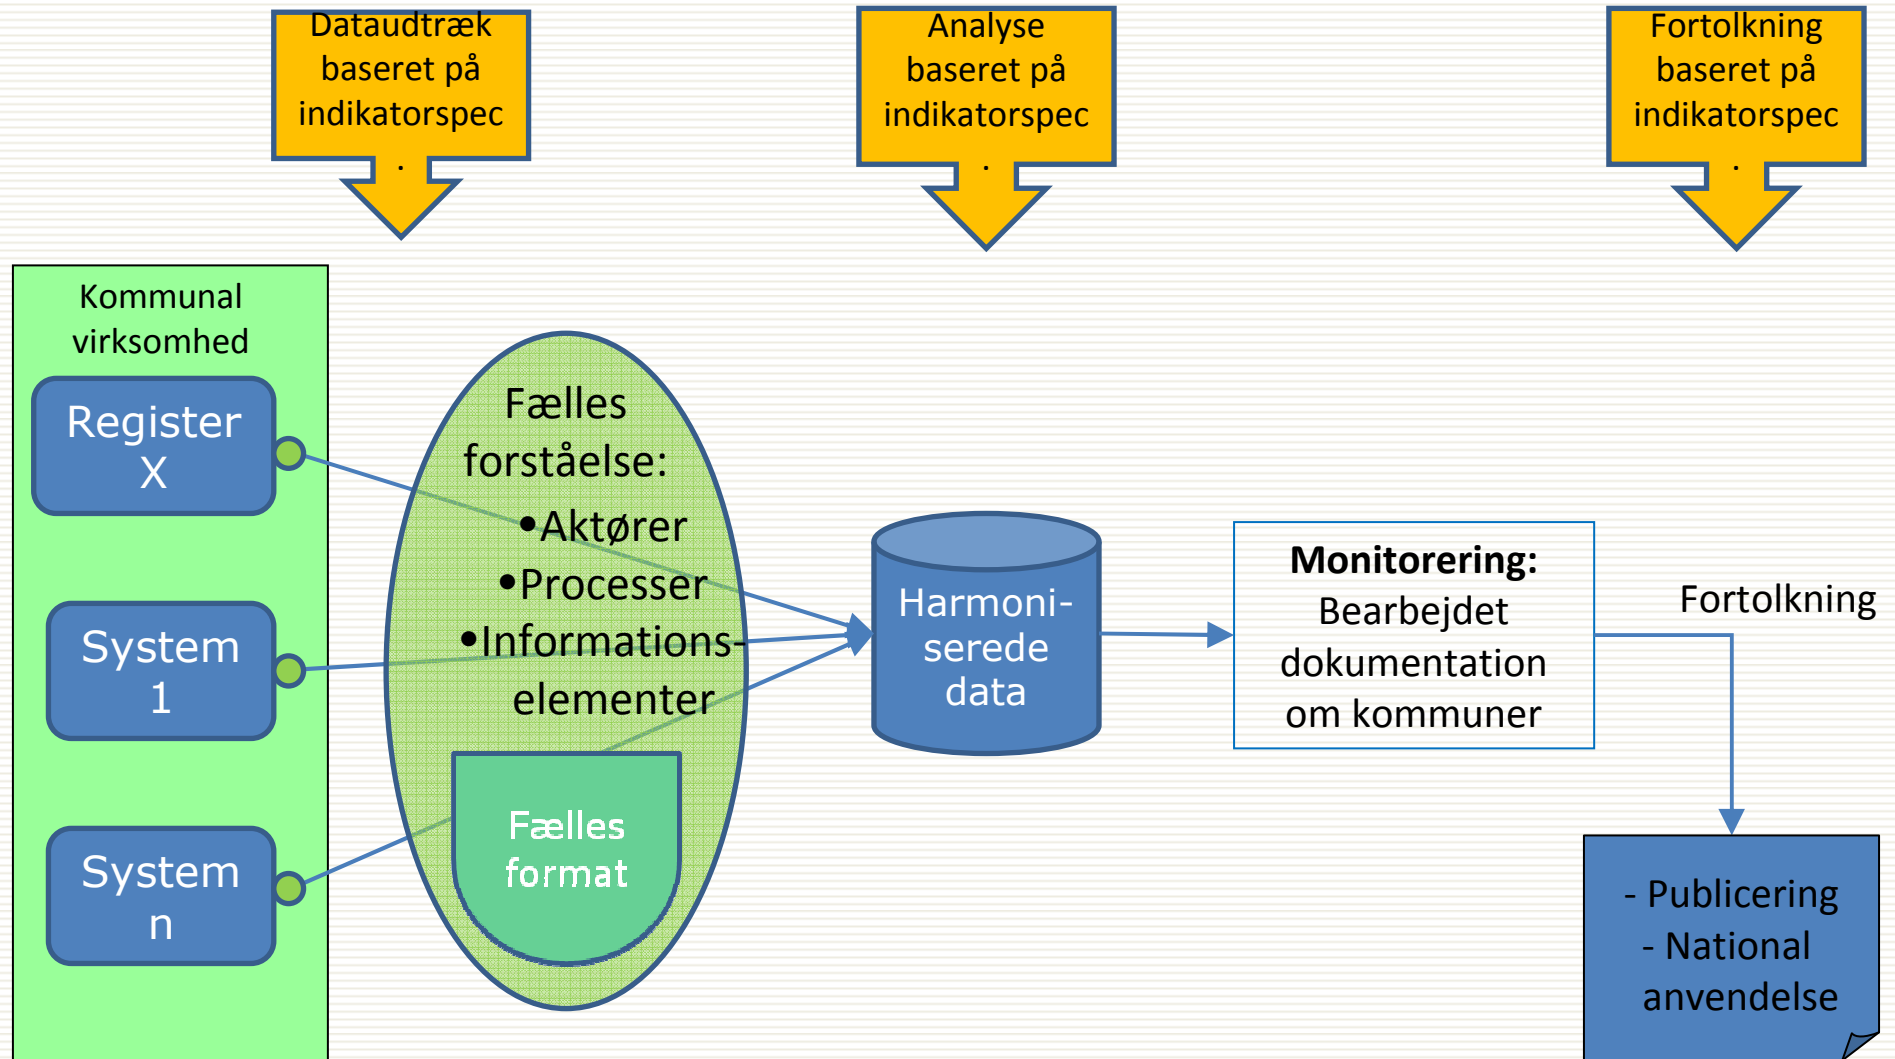 Dataudtræk
baseret på
indikatorspec
.
Analyse
baseret på
indikatorspec
.
Fortolkning
baseret på
indikatorspec
.
Kommunal
virksomhed
Register
X
System
1
System
n
Fælles
forståelse:
•Aktører
•Processer
•Informations-
elementer
Fælles
format
Harmoni-
serede
data
Monitorering:
Bearbejdet
dokumentation
om kommuner
Fortolkning
- Publicering
- National
anvendelse